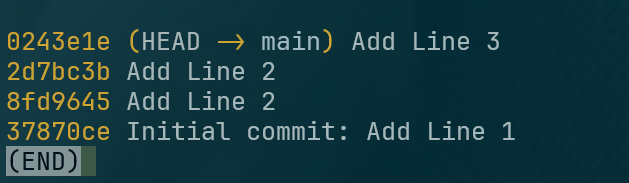 0243e1e (HEAD -> main) Add Line 3
2d7bc3b Add Line 2
8fd9645 Add Line 2
37870ce Initial commit: Add Line 1
(END)